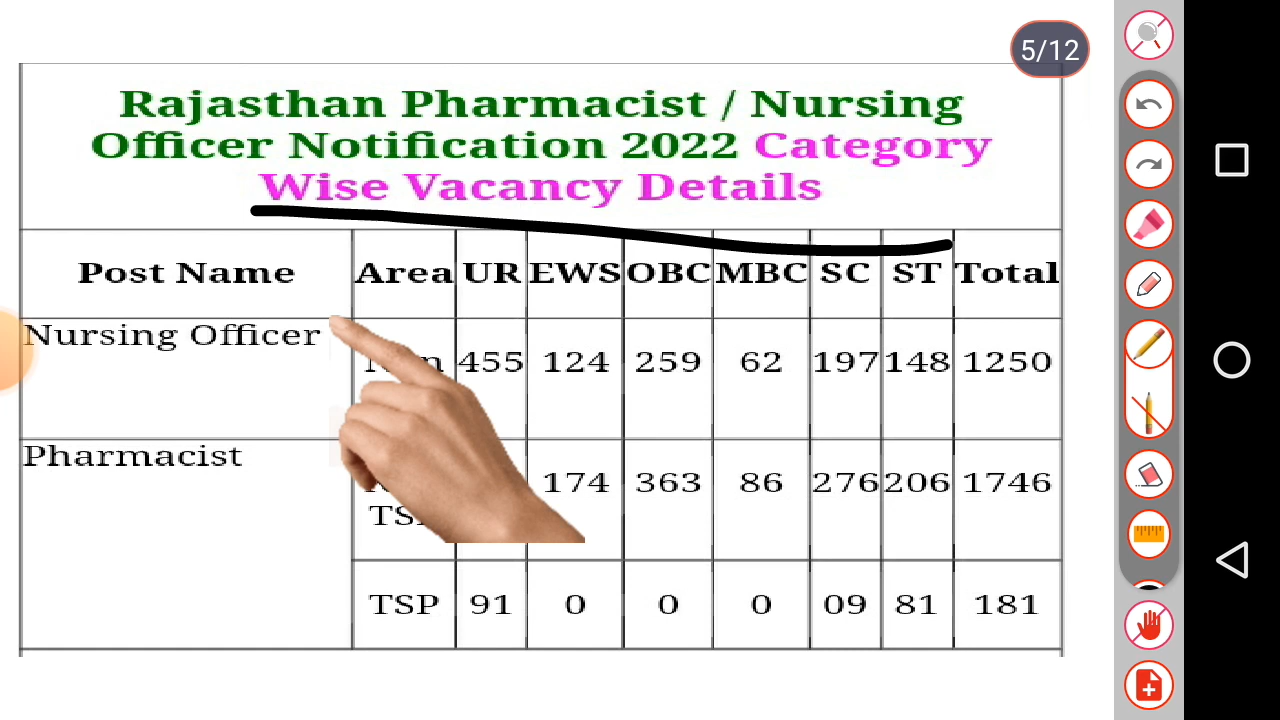 5/12
Rajasthan Pharmacist / Nursing
Officer Notification 2022 Category
Wise Vacancy Details
Post Name Area UR EWS OBC MBC SC ST Total
Nursing Officer 455 124 259 62 197 148 1250
Pharmacist 174 363 86 276 206 1746
TSP 91 0 0 0 09 81 181